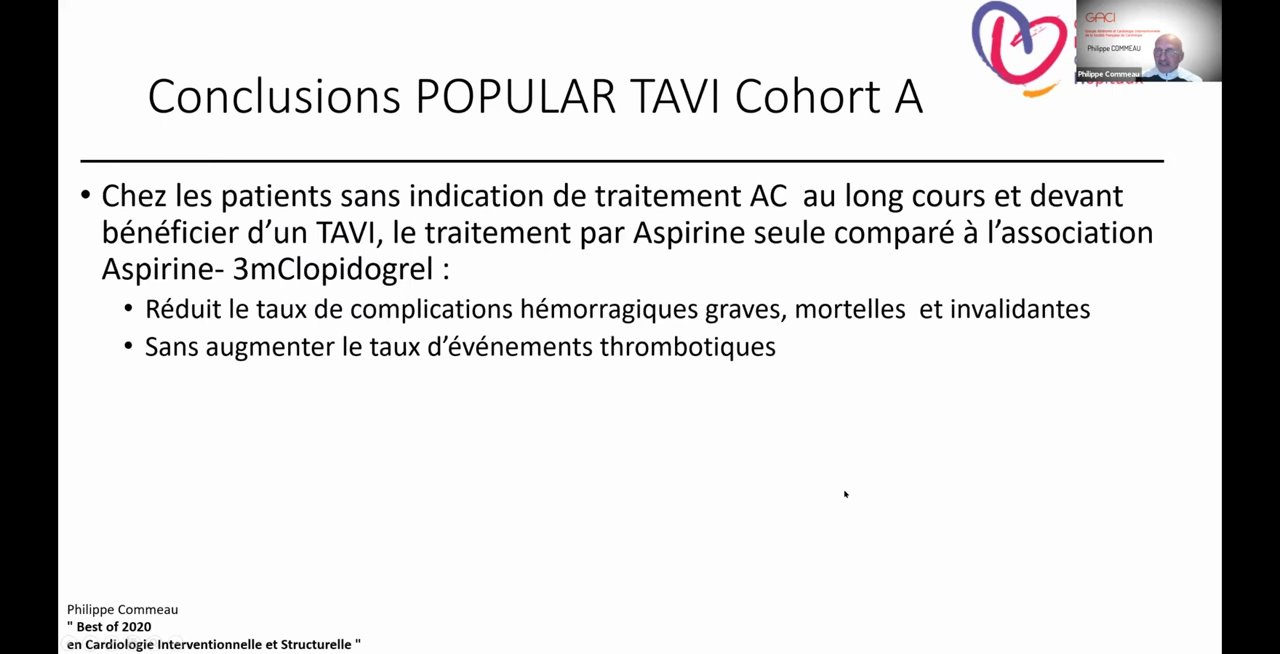 GACI
Philippe COMMEAU
Philippe Commeau
Conclusions POPULAR TAVI Cohort A
• Chez les patients sans indication de traitement AC au long cours et devant
bénéficier d’un TAVI, le traitement par Aspirine seule comparé à l’association
Aspirine- 3mClopidogrel :
• Réduit le taux de complications hémorragiques graves, mortelles et invalidantes
• Sans augmenter le taux d’événements thrombotiques
Philippe Commeau
" Best of 2020
en Cardiologie Interventionnelle et Structurelle "